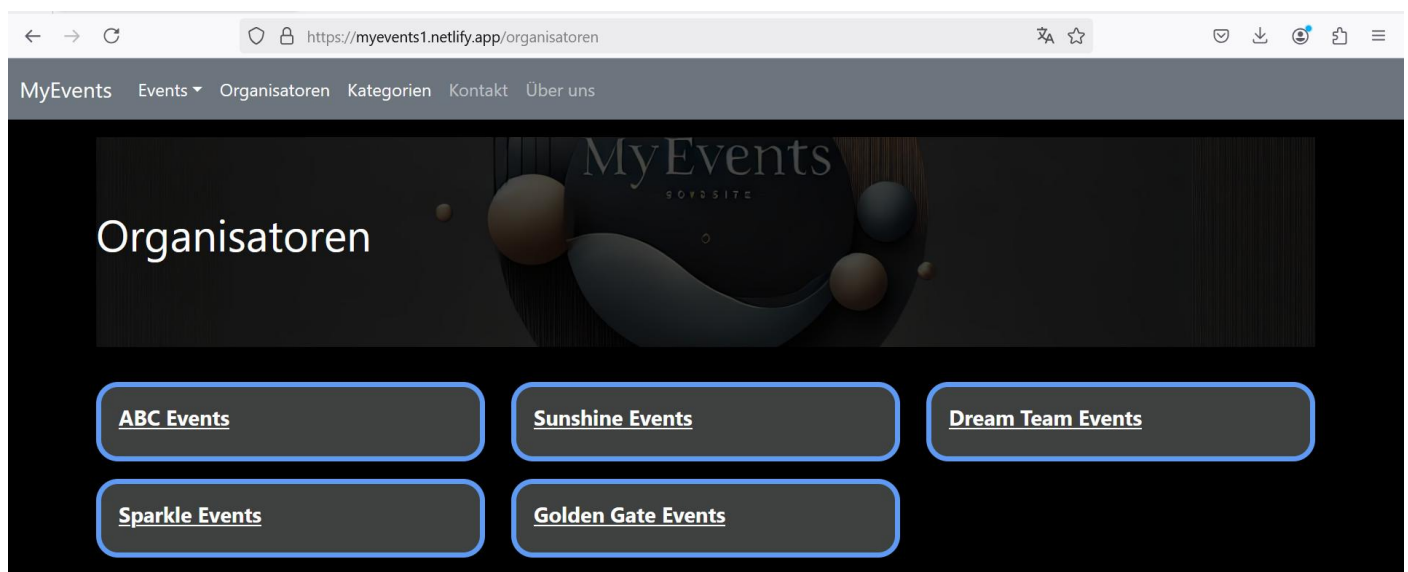 https://myevents1.netlify.app/organisatoren
MyEvents Events Organisatoren Kategorien Kontakt Über uns
MyEvents
Organisatoren
ABC Events Sunshine Events Dream Team Events
Sparkle Events Golden Gate Events